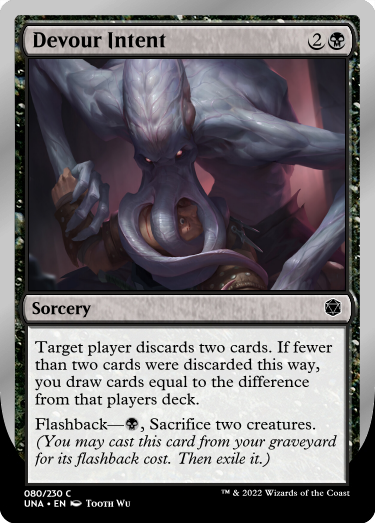 Devour Intent 2
Sorcery
Target player discards two cards. If fewer
than two cards were discarded this way,
you draw cards equal to the difference
from that players deck.
Flashback—, Sacrifice two creatures.
(You may cast this card from your graveyard
for its flashback cost. Then exile it.)
080/230 C
UNA • EN Tooth Wu
™ & 2022 Wizards of the Coast